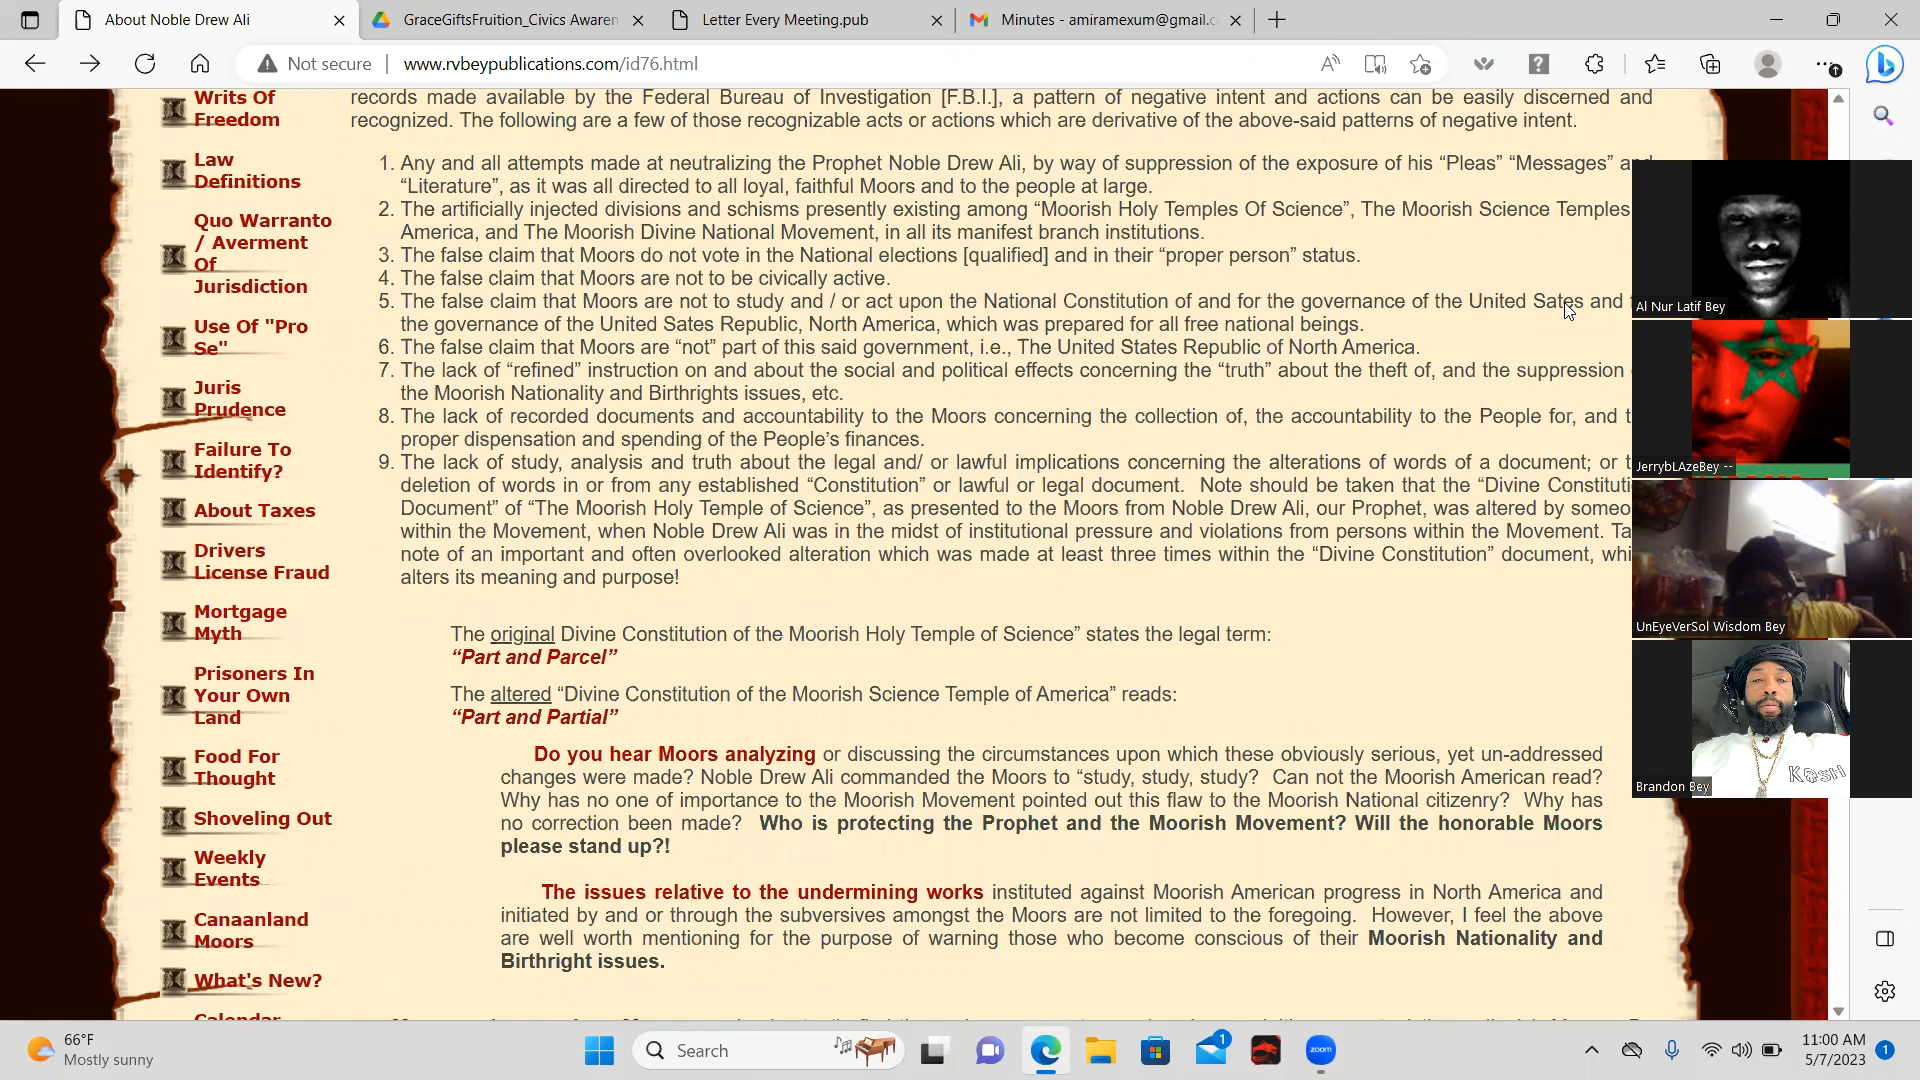 About Noble Drew Ali
GraceGiftsFruition_Civics Awaren
Letter Every Meeting.pub
Minutes - amiramexum@gmail.c
Not secure
www.rvbeypublications.com/id76.html
Writs Of
Freedom
Law
Definitions
Quo Warranto
/ Averment
Of
Jurisdiction
Use Of "Pro
Se"
Juris
Prudence
Failure To
Identify?
About Taxes
Drivers
License Fraud
Mortgage
Myth
Prisoners In
Your Own
Land
Food For
Thought
Shoveling Out
Weekly
Events
Canaanland
Moors
What's New?
Calendar
records made available by the Federal Bureau of Investigation [F.B.I.], a pattern of negative intent and actions can be easily discerned and
recognized. The following are a few of those recognizable acts or actions which are derivative of the above-said patterns of negative intent.
1. Any and all attempts made at neutralizing the Prophet Noble Drew Ali, by way of suppression of the exposure of his “Pleas” “Messages” and
“Literature”, as it was all directed to all loyal, faithful Moors and to the people at large.
2. The artificially injected divisions and schisms presently existing among “Moorish Holy Temples Of Science”, The Moorish Science Temples
America, and The Moorish Divine National Movement, in all its manifest branch institutions.
3. The false claim that Moors do not vote in the National elections [qualified] and in their “proper person” status.
4. The false claim that Moors are not to be civically active.
5. The false claim that Moors are not to study and / or act upon the National Constitution of and for the governance of the United Sates and
the governance of the United Sates Republic, North America, which was prepared for all free national beings.
6. The false claim that Moors are “not” part of this said government, i.e., The United States Republic of North America.
7. The lack of “refined” instruction on and about the social and political effects concerning the “truth” about the theft of, and the suppression
the Moorish Nationality and Birthrights issues, etc.
8. The lack of recorded documents and accountability to the Moors concerning the collection of, the accountability to the People for, and t
proper dispensation and spending of the People’s finances.
9. The lack of study, analysis and truth about the legal and/ or lawful implications concerning the alterations of words of a document; or t
deletion of words in or from any established “Constitution” or lawful or legal document. Note should be taken that the “Divine Constituti
Document” of “The Moorish Holy Temple of Science”, as presented to the Moors from Noble Drew Ali, our Prophet, was altered by someo
within the Movement, when Noble Drew Ali was in the midst of institutional pressure and violations from persons within the Movement. Ta
note of an important and often overlooked alteration which was made at least three times within the “Divine Constitution” document, whi
alters its meaning and purpose!
The original Divine Constitution of the Moorish Holy Temple of Science” states the legal term:
“Part and Parcel”
The altered “Divine Constitution of the Moorish Science Temple of America” reads:
“Part and Partial”
Do you hear Moors analyzing or discussing the circumstances upon which these obviously serious, yet un-addressed
changes were made? Noble Drew Ali commanded the Moors to “study, study, study? Can not the Moorish American read?
Why has no one of importance to the Moorish Movement pointed out this flaw to the Moorish National citizenry? Why has
no correction been made? Who is protecting the Prophet and the Moorish Movement? Will the honorable Moors
please stand up?!
The issues relative to the undermining works instituted against Moorish American progress in North America and
initiated by and or through the subversives amongst the Moors are not limited to the foregoing. However, I feel the above
are well worth mentioning for the purpose of warning those who become conscious of their Moorish Nationality and
Birthright issues.
Al Nur Latif Bey
JerrybLAzeBey --
UnEyeVerSol Wisdom Bey
KOSH
Brandon Bey
66°F
Mostly sunny
Search
1
zoom
11:00 AM
5/7/2023
1